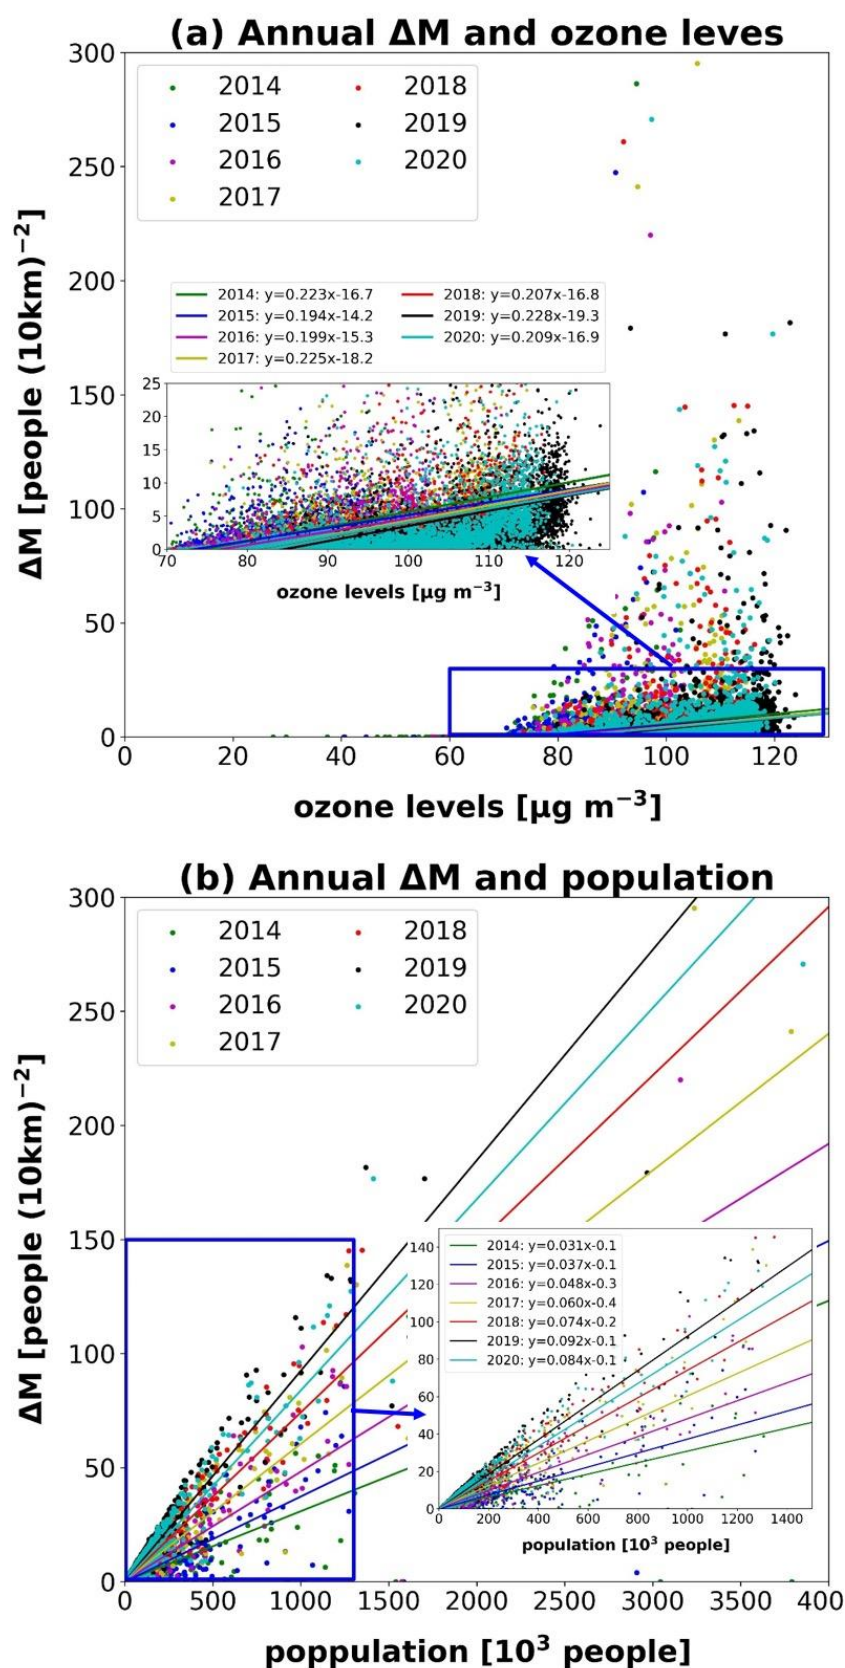 (a) Annual ΔM and ozone leves
300
250
200
150
100
50
0
ΔM [people (10km)⁻²]
2014 2018
2015 2019
2016 2020
2017
2014: y=0.223x-16.7 2018: y=0.207x-16.8
2015: y=0.194x-14.2 2019: y=0.228x-19.3
2016: y=0.199x-15.3 2020: y=0.209x-16.9
2017: y=0.225x-18.2
25
20
15
10
5
0
70 80 90 100 110 120
ozone levels [μg m⁻³]
0 20 40 60 80 100 120
ozone levels [μg m⁻³]
(b) Annual ΔM and population
300
250
200
150
100
50
0
ΔM [people (10km)⁻²]
2014 2018
2015 2019
2016 2020
2017
140
120
100
80
60
40
20
0
2014: y=0.031x-0.1
2015: y=0.037x-0.1
2016: y=0.048x-0.3
2017: y=0.060x-0.4
2018: y=0.074x-0.2
2019: y=0.092x-0.1
2020: y=0.084x-0.1
0 200 400 600 800 1000 1200 1400
population [10³ people]
0 500 1000 1500 2000 2500 3000 3500 400
poppulation [10³ people]